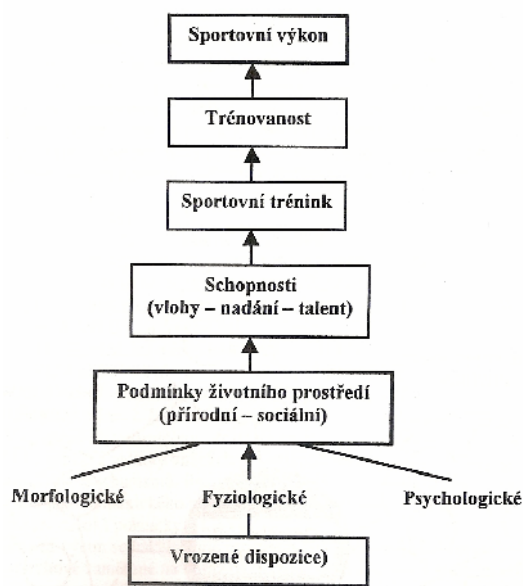 Sportovní výkon
Trénovanost
Sportovní trénink
Schopnosti
(vlohy – nadání – talent)
Podmínky životního prostředí
(přírodní – sociální)
Morfologické Fyziologické Psychologické
Vrozené dispozice)